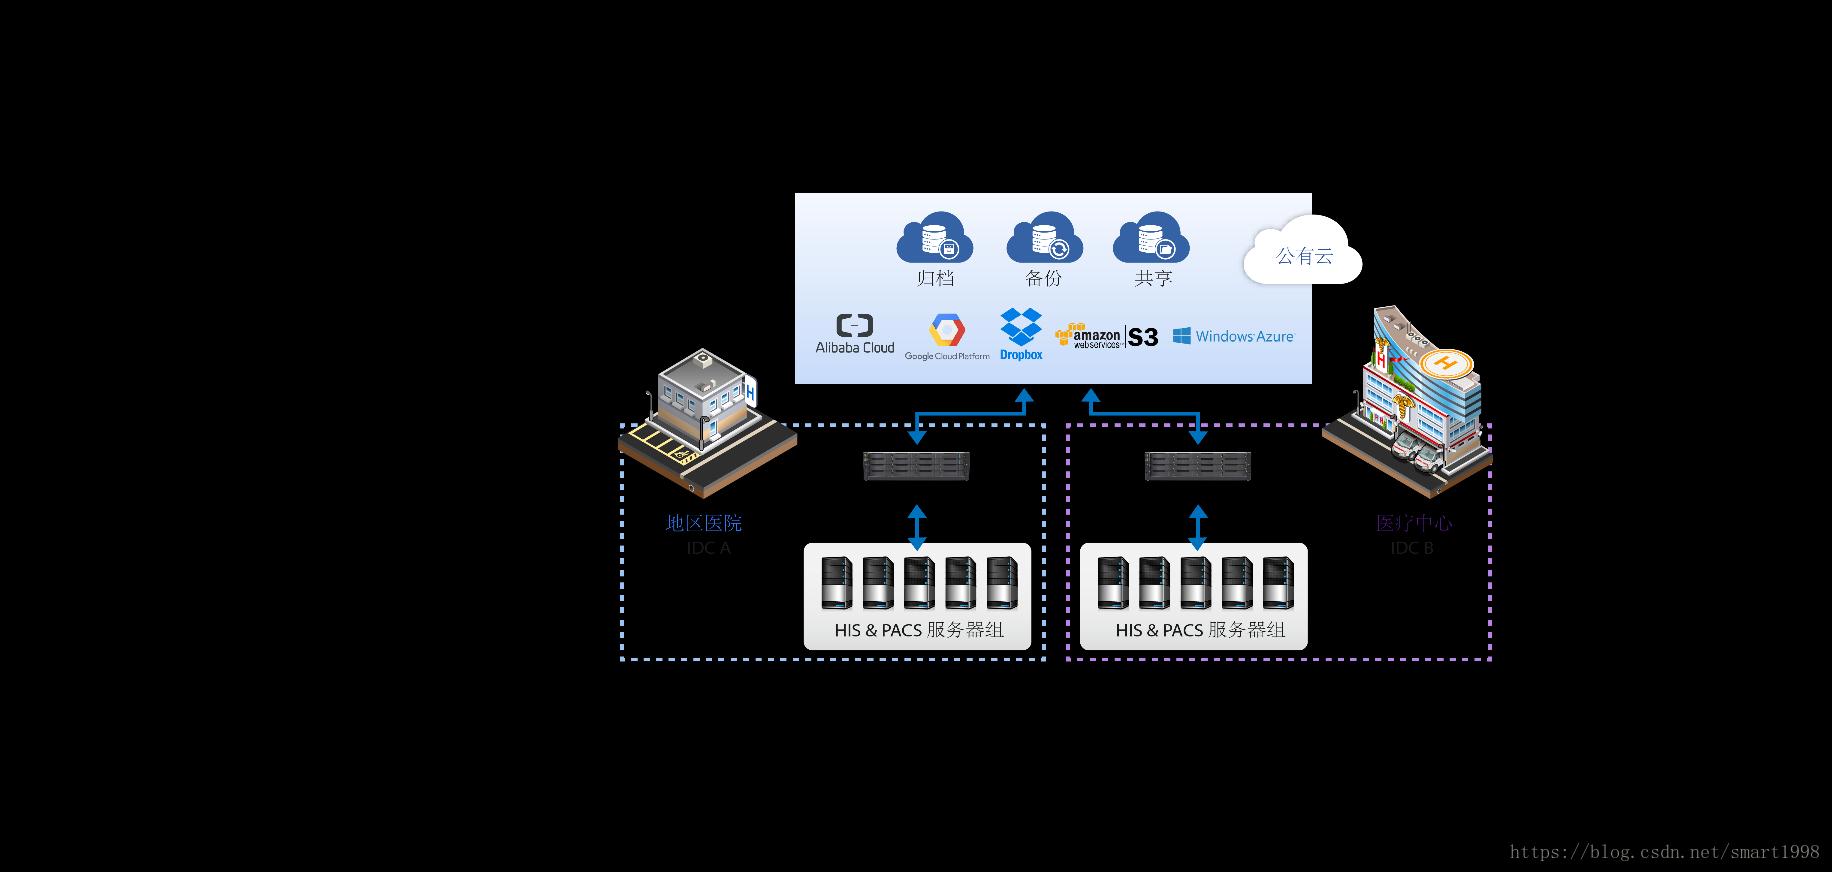 公有云
归档
备份
共享
Alibaba Cloud
Google Cloud Platform
Dropbox
amazon
webservices™
S3
Windows Azure
H
H
H
地区医院
IDC A
医疗中心
IDC B
HIS & PACS 服务器组
HIS & PACS 服务器组
https://blog.csdn.net/smart1998